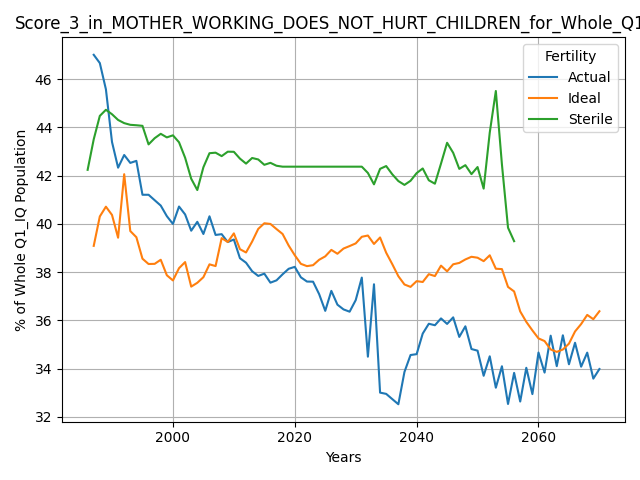 Score_3_in_MOTHER_WORKING_DOES_NOT_HURT_CHILDREN_for_Whole_Q1
Fertility
Actual
Ideal
Sterile
% of Whole Q1_IQ Population
46
44
42
40
38
36
34
32
2000
2020
2040
2060
Years